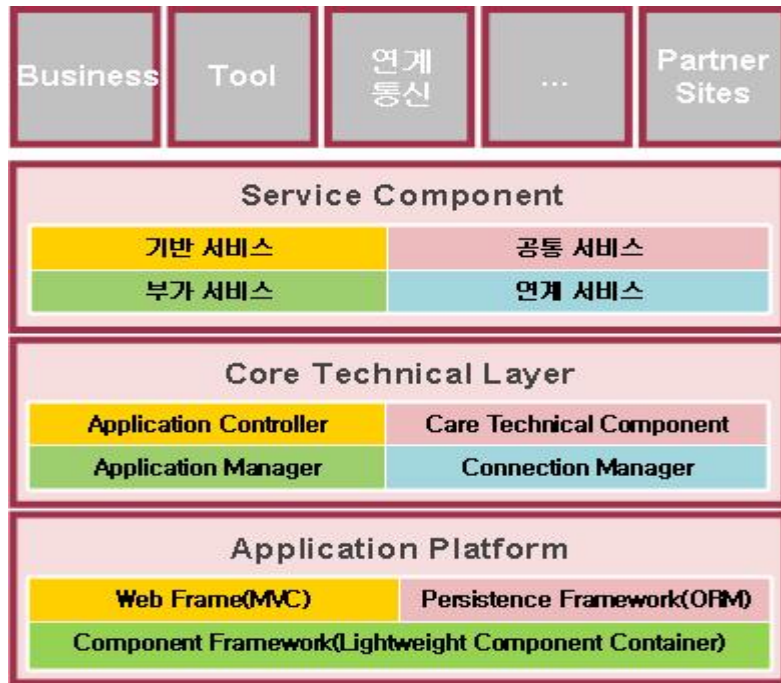 Business
Tool
연계
통신
...
Partner
Sites
Service Component
기반 서비스
공통 서비스
부가 서비스
연계 서비스
Core Technical Layer
Application Controller
Care Technical Component
Application Manager
Connection Manager
Application Platform
Web Frame(MVC)
Persistence Framework(ORM)
Component Framework(Lightweight Component Container)